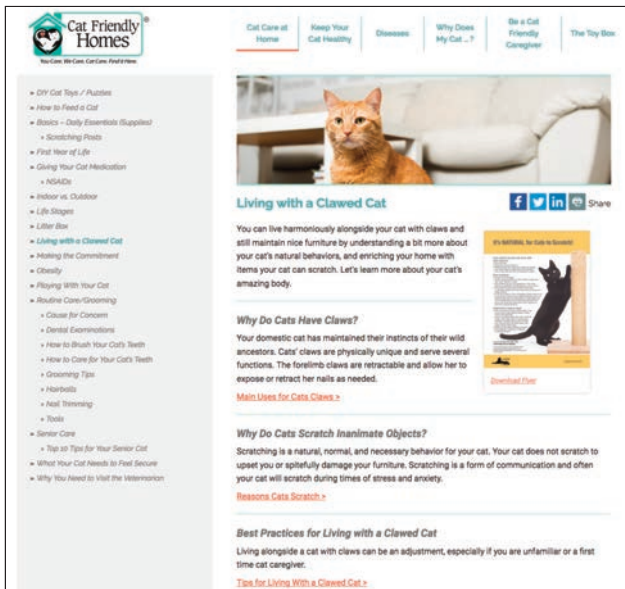 Cat Friendly
Homes®
You Care. We Care. Cat Care. Find it Here.
Cat Care at
Home
Keep Your
Cat Healthy
Diseases
Why Does
My Cat ...?
Be a Cat
Friendly
Caregiver
The Toy Box
» DIY Cat Toys / Puzzles
» How to Feed a Cat
» Basics – Daily Essentials (Supplies)
» Scratching Posts
» First Year of Life
» Giving Your Cat Medication
» NSAIDs
» Indoor vs. Outdoor
» Life Stages
» Litter Box
» Living with a Clawed Cat
» Making the Commitment
» Obesity
» Playing With Your Cat
» Routine Care/Grooming
» Cause for Concern
» Dental Examinations
» How to Brush Your Cat's Teeth
» How to Care for Your Cat's Teeth
» Grooming Tips
» Hairballs
» Nail Trimming
» Tools
» Senior Care
» Top 10 Tips for Your Senior Cat
» What Your Cat Needs to Feel Secure
» Why You Need to Visit the Veterinarian
Living with a Clawed Cat
Share
You can live harmoniously alongside your cat with claws and
still maintain nice furniture by understanding a bit more about
your cat's natural behaviors, and enriching your home with
items your cat can scratch. Let's learn more about your cat's
amazing body.
It's NATURAL for Cats to Scratch!
Download Flyer
Why Do Cats Have Claws?
Your domestic cat has maintained their instincts of their wild
ancestors. Cats' claws are physically unique and serve several
functions. The forelimb claws are retractable and allow her to
expose or retract her nails as needed.
Main Uses for Cats Claws >
Why Do Cats Scratch Inanimate Objects?
Scratching is a natural, normal, and necessary behavior for your cat. Your cat does not scratch to
upset you or spitefully damage your furniture. Scratching is a form of communication and often
your cat will scratch during times of stress and anxiety.
Reasons Cats Scratch >
Best Practices for Living with a Clawed Cat
Living alongside a cat with claws can be an adjustment, especially if you are unfamiliar or a first
time cat caregiver.
Tips for Living With a Clawed Cat >